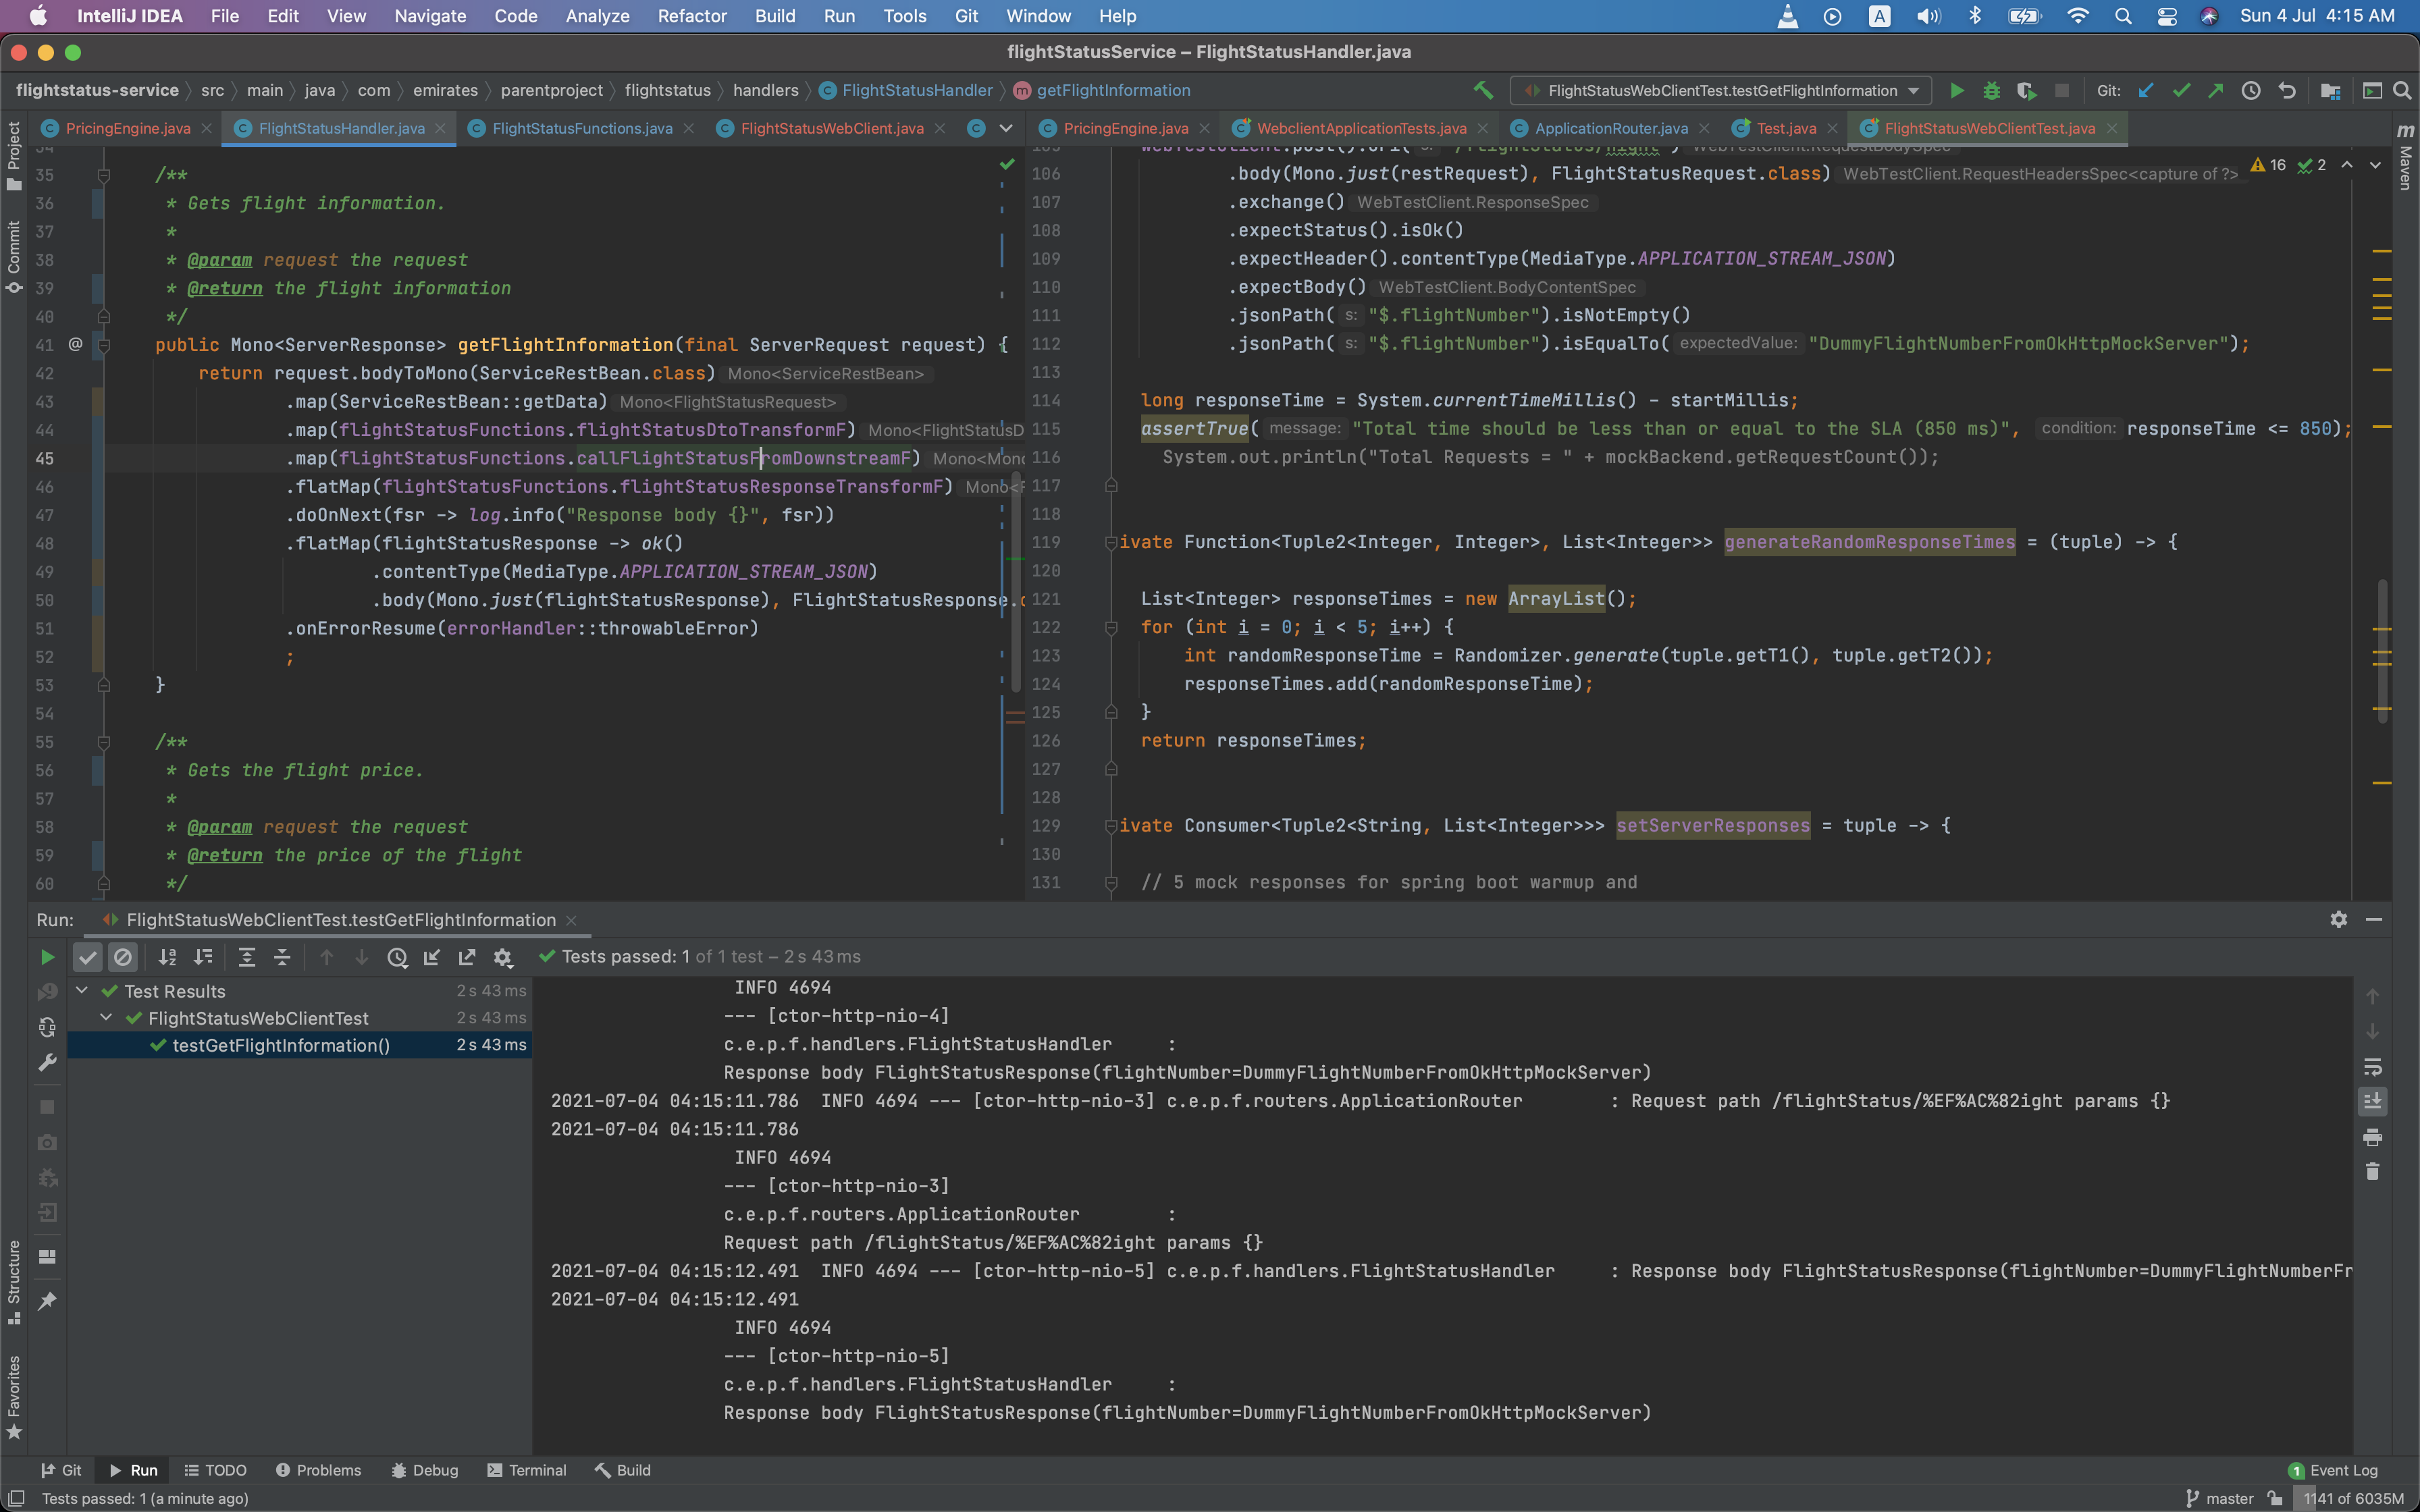 IntelliJ IDEA File Edit View Navigate Code Analyze Refactor Build Run Tools Git Window Help A Sun 4 Jul 4:15 AM
flightStatusService – FlightStatusHandler.java
flightstatus-service src main java com emirates parentproject flightstatus handlers C FlightStatusHandler m getFlightInformation FlightStatusWebClientTest.testGetFlightInformation Git:
PricingEngine.java FlightStatusHandler.java FlightStatusFunctions.java FlightStatusWebClient.java
PricingEngine.java WebclientApplicationTests.java ApplicationRouter.java Test.java FlightStatusWebClientTest.java
Project
Commit
Structure
Favorites
m Maven
35 /**
36 * Gets flight information.
37 *
38 * @param request the request
39 * @return the flight information
40 */
41 @ public Mono<ServerResponse> getFlightInformation(final ServerRequest request) {
42 return request.bodyToMono(ServiceRestBean.class) Mono<ServiceRestBean>
43 .map(ServiceRestBean::getData) Mono<FlightStatusRequest>
44 .map(flightStatusFunctions.flightStatusDtoTransformF) Mono<FlightStatusD
45 .map(flightStatusFunctions.callFlightStatusFromDownstreamF) Mono<Mono
46 .flatMap(flightStatusFunctions.flightStatusResponseTransformF) Mono<F
47 .doOnNext(fsr -> log.info("Response body {}", fsr))
48 .flatMap(flightStatusResponse -> ok()
49 .contentType(MediaType.APPLICATION_STREAM_JSON)
50 .body(Mono.just(flightStatusResponse), FlightStatusResponse.c
51 .onErrorResume(errorHandler::throwableError)
52 ;
53 }
54
55 /**
56 * Gets the flight price.
57 *
58 * @param request the request
59 * @return the price of the flight
60 */
16 2
106 .body(Mono.just(restRequest), FlightStatusRequest.class) WebTestClient.RequestHeadersSpec<capture of ?>
107 .exchange() WebTestClient.ResponseSpec
108 .expectStatus().isOk()
109 .expectHeader().contentType(MediaType.APPLICATION_STREAM_JSON)
110 .expectBody() WebTestClient.BodyContentSpec
111 .jsonPath( s: "$.flightNumber").isNotEmpty()
112 .jsonPath( s: "$.flightNumber").isEqualTo( expectedValue: "DummyFlightNumberFromOkHttpMockServer");
113
114 long responseTime = System.currentTimeMillis() - startMillis;
115 assertTrue( message: "Total time should be less than or equal to the SLA (850 ms)", condition: responseTime <= 850);
116 System.out.println("Total Requests = " + mockBackend.getRequestCount());
117
118
119 ivate Function<Tuple2<Integer, Integer>, List<Integer>> generateRandomResponseTimes = (tuple) -> {
120
121 List<Integer> responseTimes = new ArrayList();
122 for (int i = 0; i < 5; i++) {
123 int randomResponseTime = Randomizer.generate(tuple.getT1(), tuple.getT2());
124 responseTimes.add(randomResponseTime);
125 }
126 return responseTimes;
127
128
129 ivate Consumer<Tuple2<String, List<Integer>>> setServerResponses = tuple -> {
130
131 // 5 mock responses for spring boot warmup and
Run: FlightStatusWebClientTest.testGetFlightInformation
Tests passed: 1 of 1 test – 2 s 43 ms
Test Results 2 s 43 ms
FlightStatusWebClientTest 2 s 43 ms
testGetFlightInformation() 2 s 43 ms
INFO 4694
--- [ctor-http-nio-4]
c.e.p.f.handlers.FlightStatusHandler :
Response body FlightStatusResponse(flightNumber=DummyFlightNumberFromOkHttpMockServer)
2021-07-04 04:15:11.786 INFO 4694 --- [ctor-http-nio-3] c.e.p.f.routers.ApplicationRouter : Request path /flightStatus/%EF%AC%82ight params {}
2021-07-04 04:15:11.786
INFO 4694
--- [ctor-http-nio-3]
c.e.p.f.routers.ApplicationRouter :
Request path /flightStatus/%EF%AC%82ight params {}
2021-07-04 04:15:12.491 INFO 4694 --- [ctor-http-nio-5] c.e.p.f.handlers.FlightStatusHandler : Response body FlightStatusResponse(flightNumber=DummyFlightNumberFr
2021-07-04 04:15:12.491
INFO 4694
--- [ctor-http-nio-5]
c.e.p.f.handlers.FlightStatusHandler :
Response body FlightStatusResponse(flightNumber=DummyFlightNumberFromOkHttpMockServer)
Git Run TODO Problems Debug Terminal Build 1 Event Log
Tests passed: 1 (a minute ago) master 1141 of 6035M